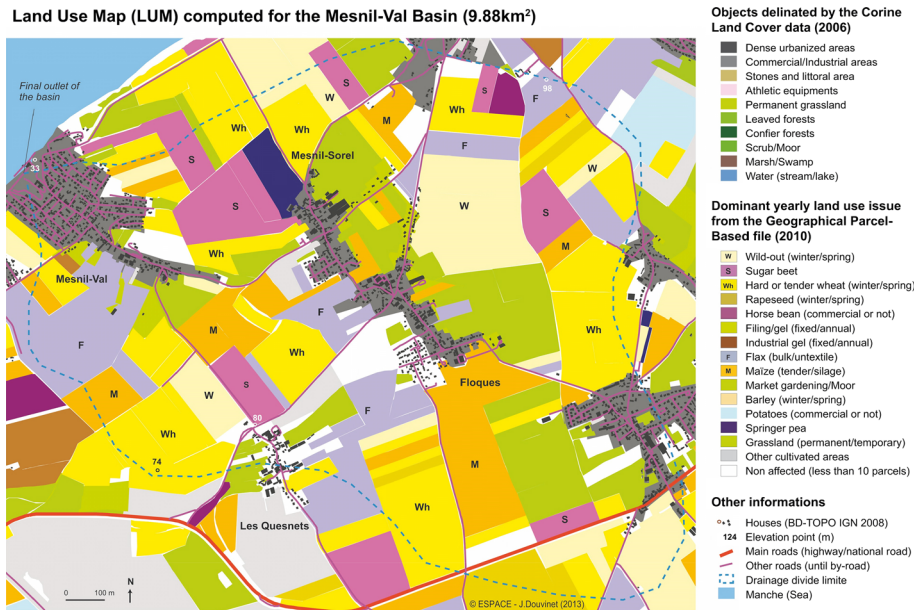 Land Use Map (LUM) computed for the Mesnil-Val Basin (9.88km²)
Final outlet of
the basin
33
Mesnil-Val
Mesnil-Sorel
Floques
Les Quesnets
98
80
74
S
W
Wh
Wh
M
S
S
Wh
Wh
S
F
F
W
W
S
M
M
F
Wh
Wh
F
M
W
S
F
Wh
M
Wh
S
0 100 m
N
© ESPACE - J.Douvinet (2013)
Objects delinated by the Corine
Land Cover data (2006)
Dense urbanized areas
Commercial/Industrial areas
Stones and littoral area
Athletic equipments
Permanent grassland
Leaved forests
Confier forests
Scrub/Moor
Marsh/Swamp
Water (stream/lake)
Dominant yearly land use issue
from the Geographical Parcel-
Based file (2010)
W Wild-out (winter/spring)
S Sugar beet
Wh Hard or tender wheat (winter/spring)
Rapeseed (winter/spring)
Horse bean (commercial or not)
Filing/gel (fixed/annual)
Industrial gel (fixed/annual)
F Flax (bulk/untextile)
M Maïze (tender/silage)
Market gardening/Moor
Barley (winter/spring)
Potatoes (commercial or not)
Springer pea
Grassland (permanent/temporary)
Other cultivated areas
Non affected (less than 10 parcels)
Other informations
Houses (BD-TOPO IGN 2008)
124 Elevation point (m)
Main roads (highway/national road)
Other roads (until by-road)
Drainage divide limite
Manche (Sea)